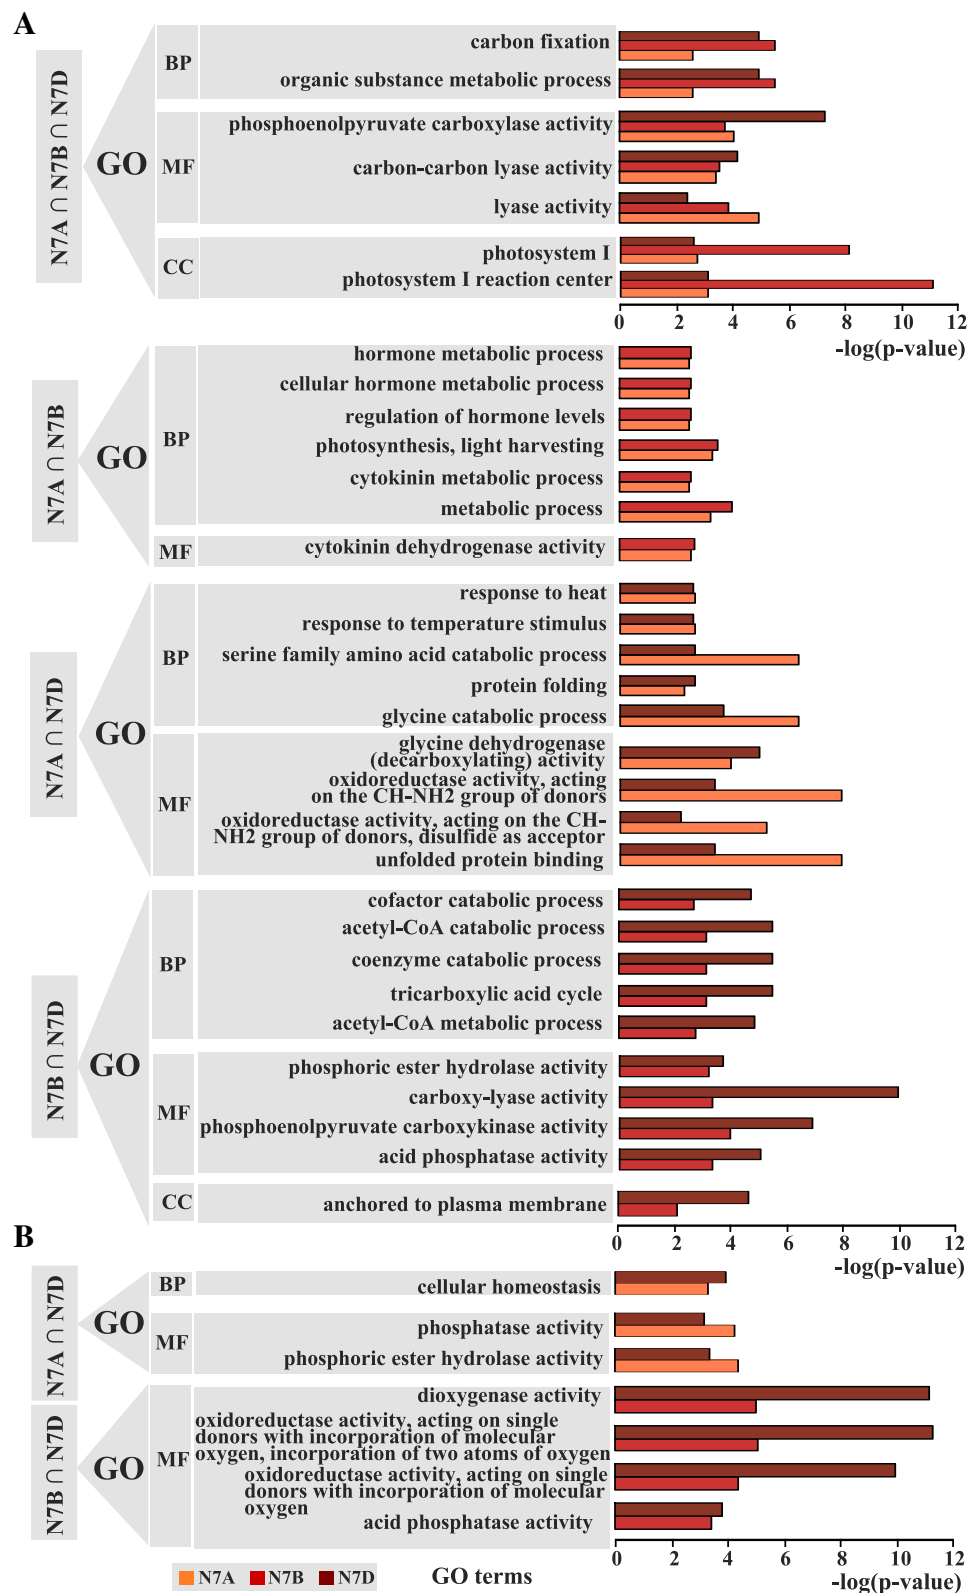 A
N7A ∩ N7B ∩ N7D
GO
BP
carbon fixation
organic substance metabolic process
MF
phosphoenolpyruvate carboxylase activity
carbon-carbon lyase activity
lyase activity
CC
photosystem I
photosystem I reaction center
0 2 4 6 8 10 12
-log(p-value)
N7A ∩ N7B
GO
BP
hormone metabolic process
cellular hormone metabolic process
regulation of hormone levels
photosynthesis, light harvesting
cytokinin metabolic process
metabolic process
MF
cytokinin dehydrogenase activity
N7A ∩ N7D
GO
BP
response to heat
response to temperature stimulus
serine family amino acid catabolic process
protein folding
glycine catabolic process
MF
glycine dehydrogenase
(decarboxylating) activity
oxidoreductase activity, acting
on the CH-NH2 group of donors
oxidoreductase activity, acting on the CH-
NH2 group of donors, disulfide as acceptor
unfolded protein binding
N7B ∩ N7D
GO
BP
cofactor catabolic process
acetyl-CoA catabolic process
coenzyme catabolic process
tricarboxylic acid cycle
acetyl-CoA metabolic process
MF
phosphoric ester hydrolase activity
carboxy-lyase activity
phosphoenolpyruvate carboxykinase activity
acid phosphatase activity
CC
anchored to plasma membrane
0 2 4 6 8 10 12
-log(p-value)
B
N7A ∩ N7D
GO
BP
cellular homeostasis
MF
phosphatase activity
phosphoric ester hydrolase activity
N7B ∩ N7D
GO
MF
dioxygenase activity
oxidoreductase activity, acting on single
donors with incorporation of molecular
oxygen, incorporation of two atoms of oxygen
oxidoreductase activity, acting on single
donors with incorporation of molecular
oxygen
acid phosphatase activity
0 2 4 6 8 10 12
-log(p-value)
N7A N7B N7D
GO terms